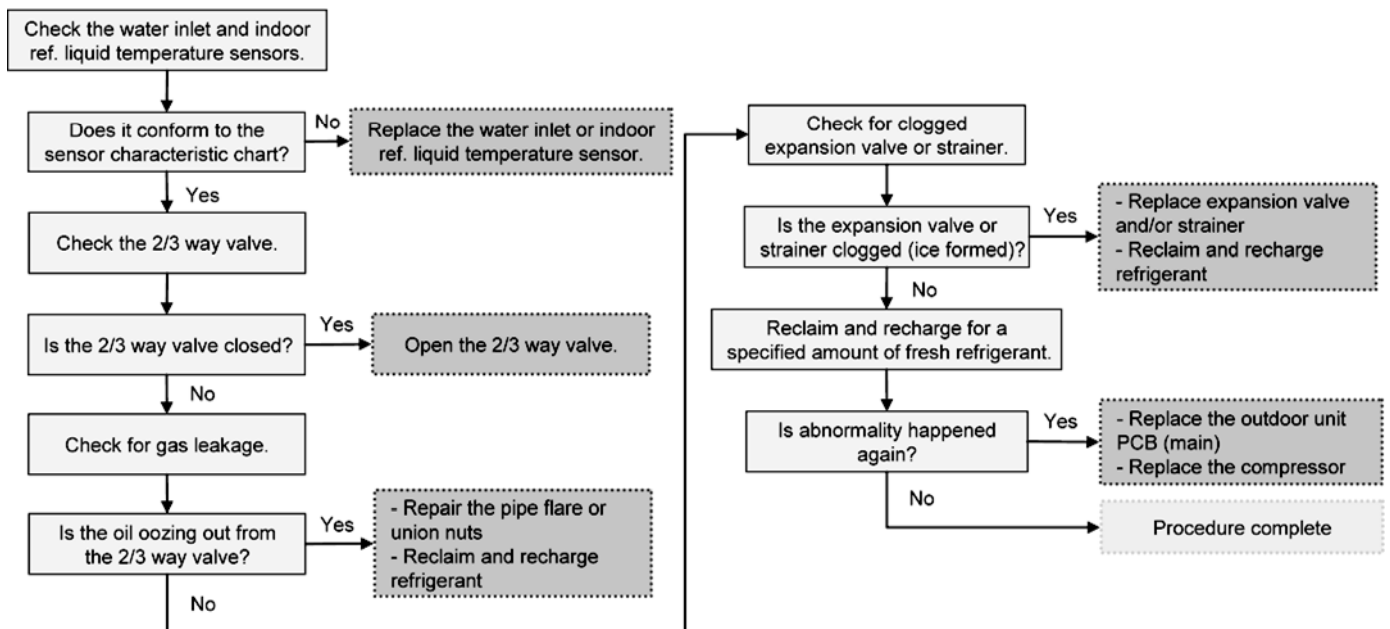 Check the water inlet and indoor
ref. liquid temperature sensors.
Does it conform to the
sensor characteristic chart?
No
Replace the water inlet or indoor
ref. liquid temperature sensor.
Yes
Check the 2/3 way valve.
Is the 2/3 way valve closed?
Yes
Open the 2/3 way valve.
No
Check for gas leakage.
Is the oil oozing out from
the 2/3 way valve?
Yes
- Repair the pipe flare or
union nuts
- Reclaim and recharge
refrigerant
No
Check for clogged
expansion valve or strainer.
Is the expansion valve or
strainer clogged (ice formed)?
Yes
- Replace expansion valve
and/or strainer
- Reclaim and recharge
refrigerant
No
Reclaim and recharge for a
specified amount of fresh refrigerant.
Is abnormality happened
again?
Yes
- Replace the outdoor unit
PCB (main)
- Replace the compressor
No
Procedure complete